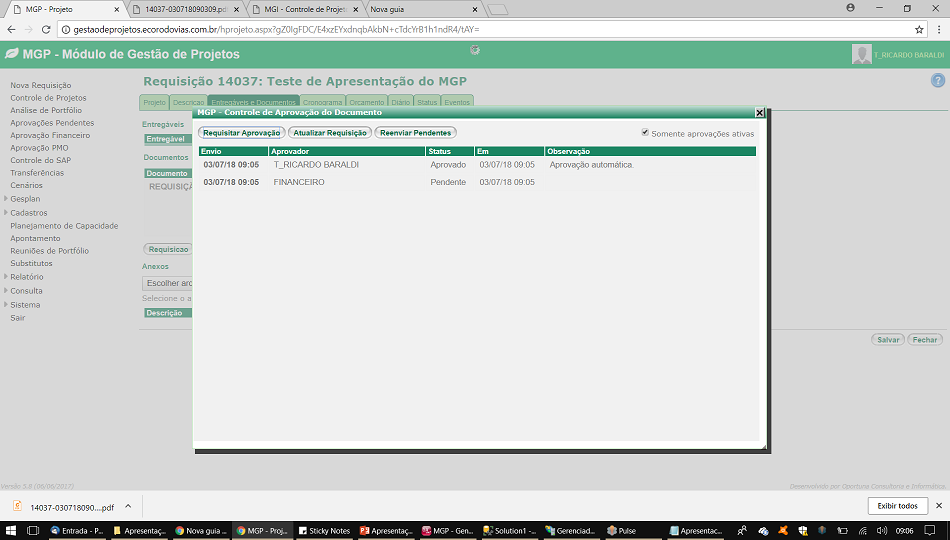 MGP - Projeto
14037-030718090309.pdf
MGI - Controle de Projeto
Nova guia
gestaodeprojetos.ecorodovias.com.br/hprojeto.aspx?gZ0IgFDC/E4xzEYxdnqbAkbN+cTdcYrB1h1ndR4/tAY=
MGP - Módulo de Gestão de Projetos
T_RICARDO BARALDI
Requisição 14037: Teste de Apresentação do MGP
?
Projeto Descricao Entregáveis e Documentos Cronograma Orçamento Diário Status Eventos
Nova Requisição
Controle de Projetos
Análise de Portfólio
Aprovações Pendentes
Aprovação Financeiro
Aprovação PMO
Controle do SAP
Transferências
Cenários
Gesplan
Cadastros
Planejamento de Capacidade
Apontamento
Reuniões de Portfólio
Substitutos
Relatório
Consulta
Sistema
Sair
Entregáveis
Entregável
Documentos
Documento
REQUISIÇÃ
Requisicao
Anexos
Escolher arc
Selecione o a
Descrição
MGP - Controle de Aprovação do Documento
Requisitar Aprovação Atualizar Requisição Reenviar Pendentes
Somente aprovações ativas
Envio Aprovador Status Em Observação
03/07/18 09:05 T_RICARDO BARALDI Aprovado 03/07/18 09:05 Aprovação automática.
03/07/18 09:05 FINANCEIRO Pendente 03/07/18 09:05
Salvar Fechar
Versão 5.8 (06/06/2017)
Desenvolvido por Oportuna Consultoria e Informática.
14037-030718090....pdf
Exibir todos
Entrada - P... Apresentaç... Nova guia ... MGP - Proj... Sticky Notes Apresentaç... MGP - Gen... Solution1 -... Gerenciad... Pulse Apresentac... 09:06